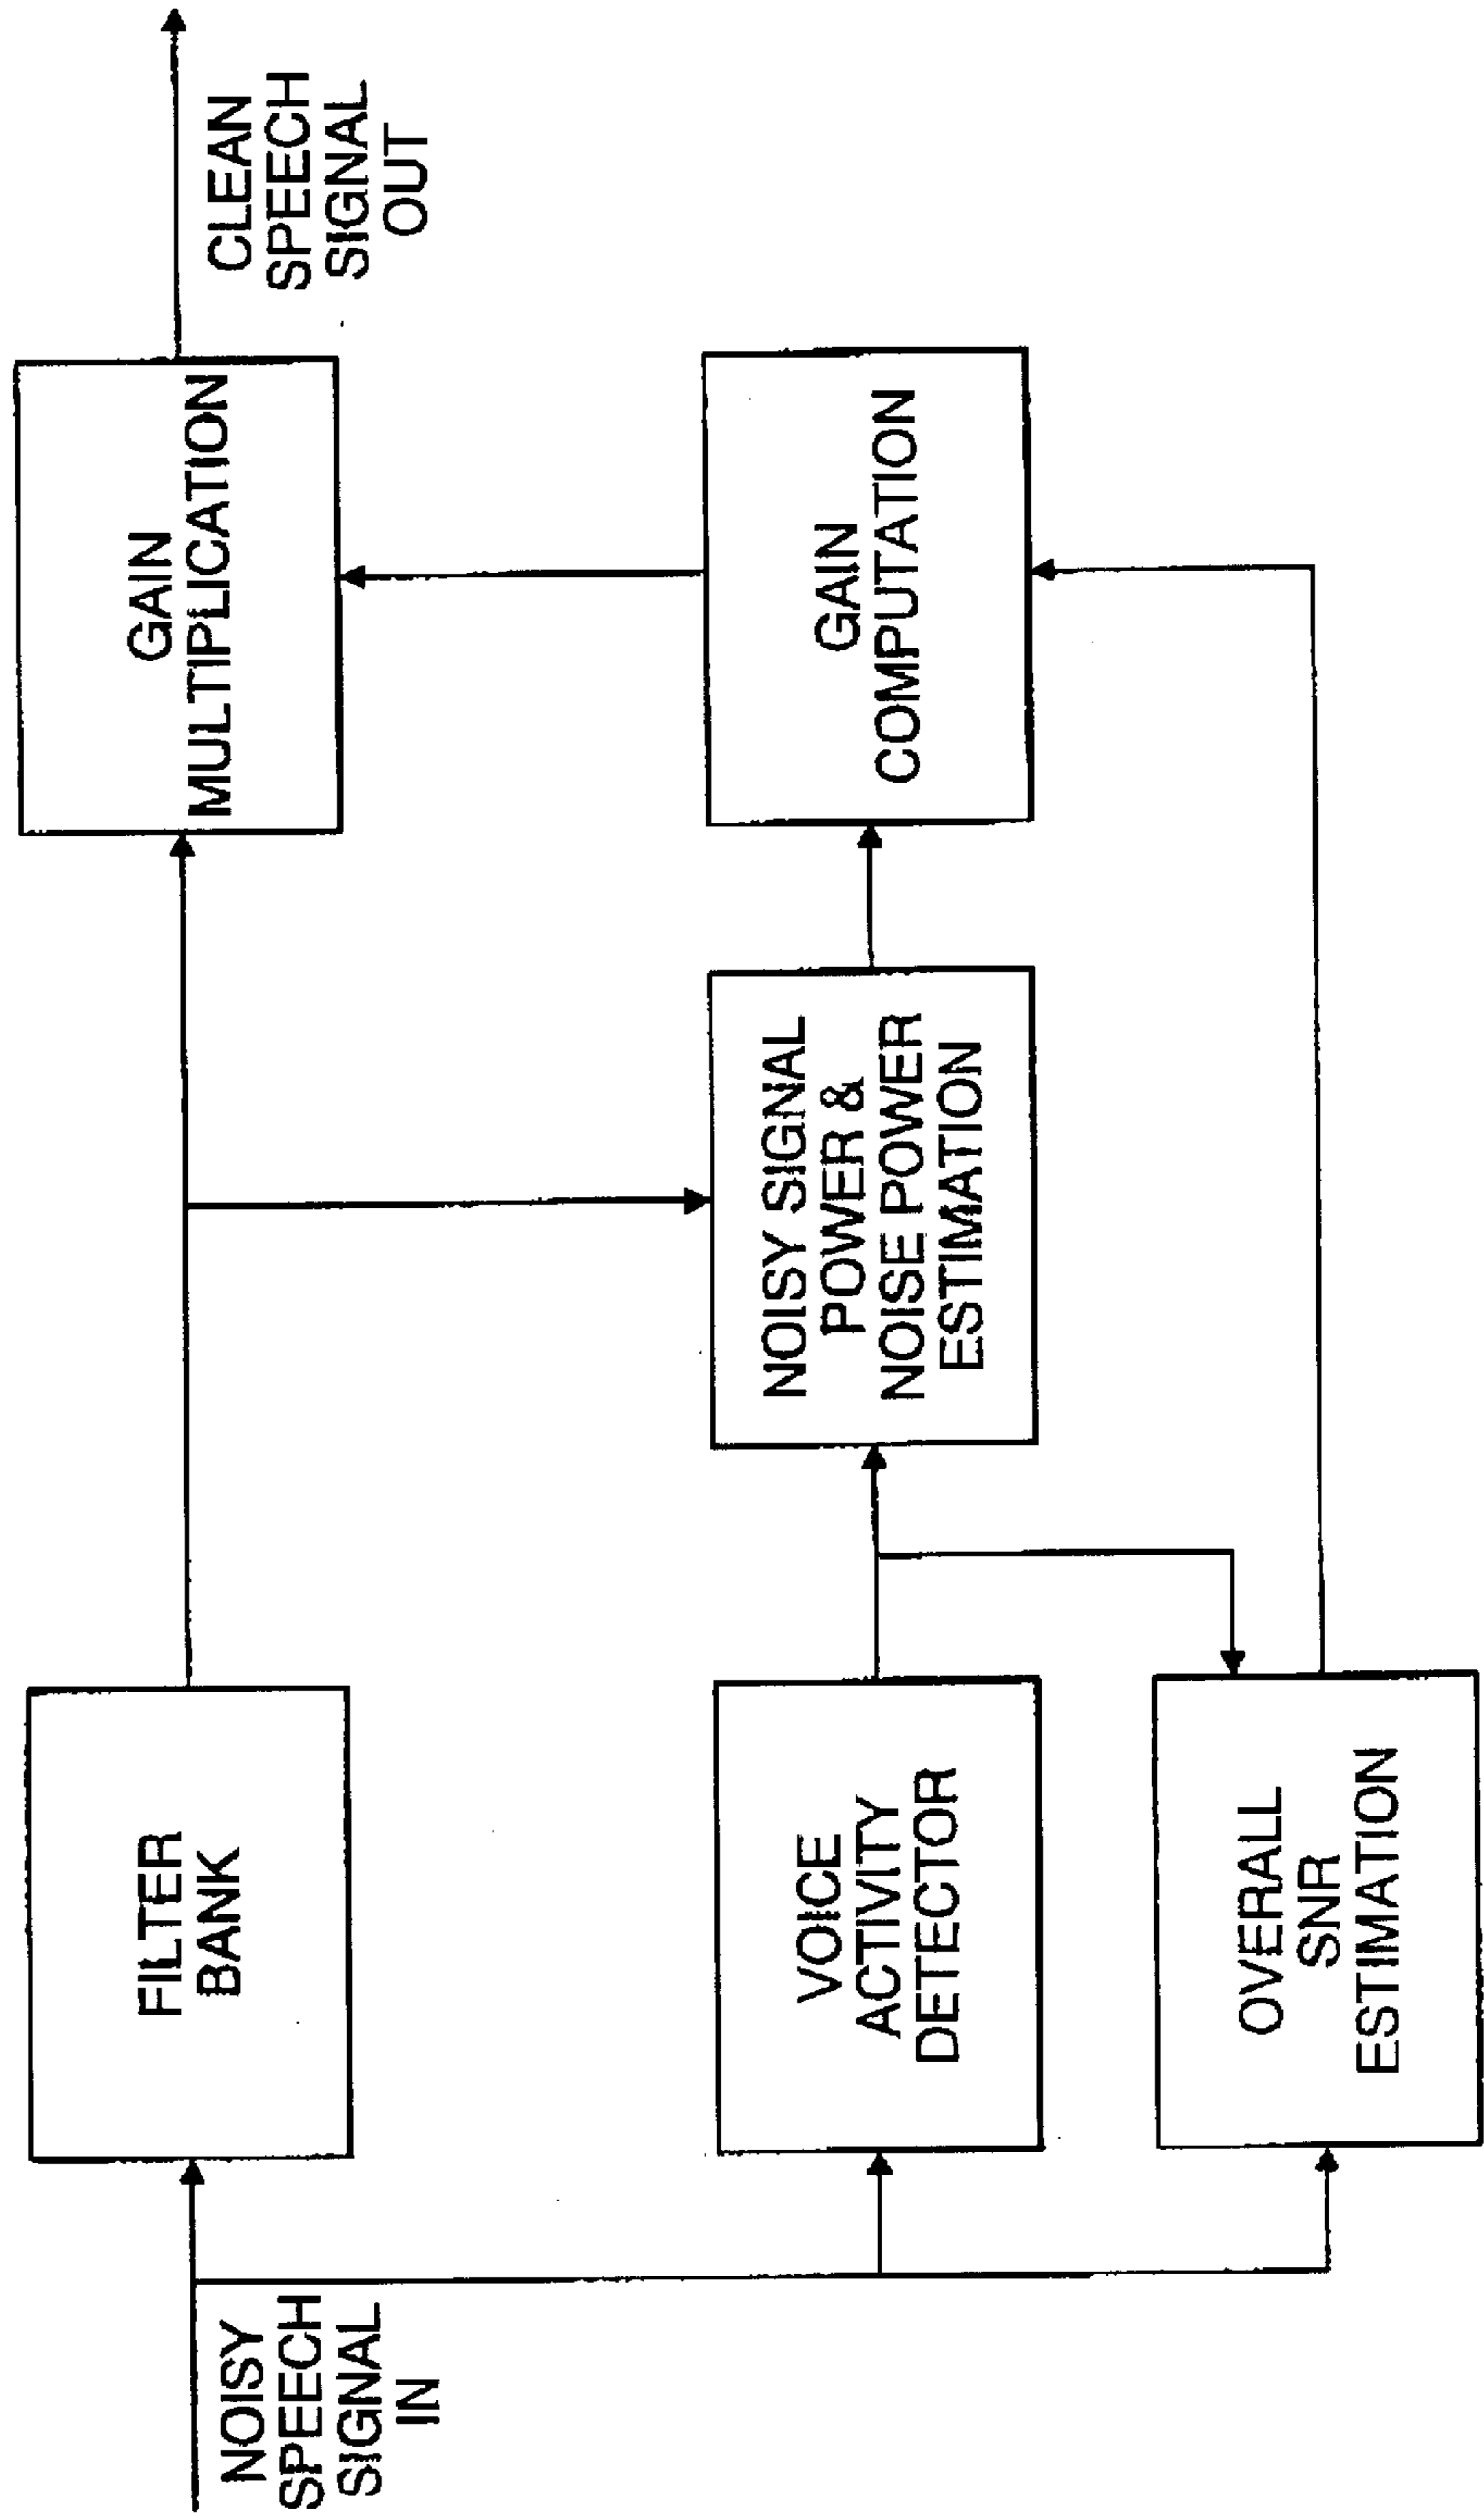 NOISY
SPEECH
SIGNAL
IN
FILTER
BANK
GAIN
MULTIPLICATION
CLEAN
SPEECH
SIGNAL
OUT
VOICE
ACTIVITY
DETECTOR
NOISY SIGNAL
POWER &
NOISE POWER
ESTIMATION
GAIN
COMPUTATION
OVERALL
SNR
ESTIMATION